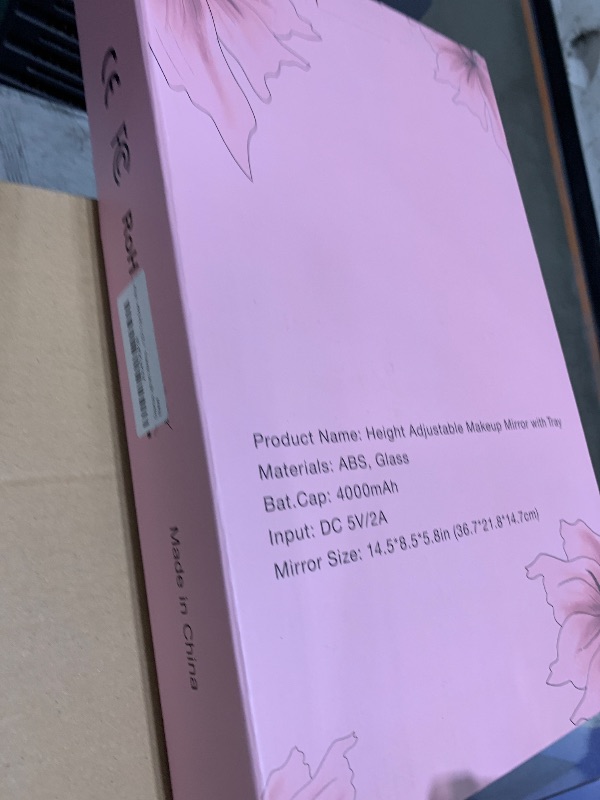 Product Name: Height Adjustable Makeup Mirror with Tray
Materials: ABS, Glass
Bat.Cap: 4000mAh
Input: DC 5V/2A
Mirror Size: 14.5*8.5*5.8in (36.7*21.8*14.7cm)
CE FC RoH
Made in China